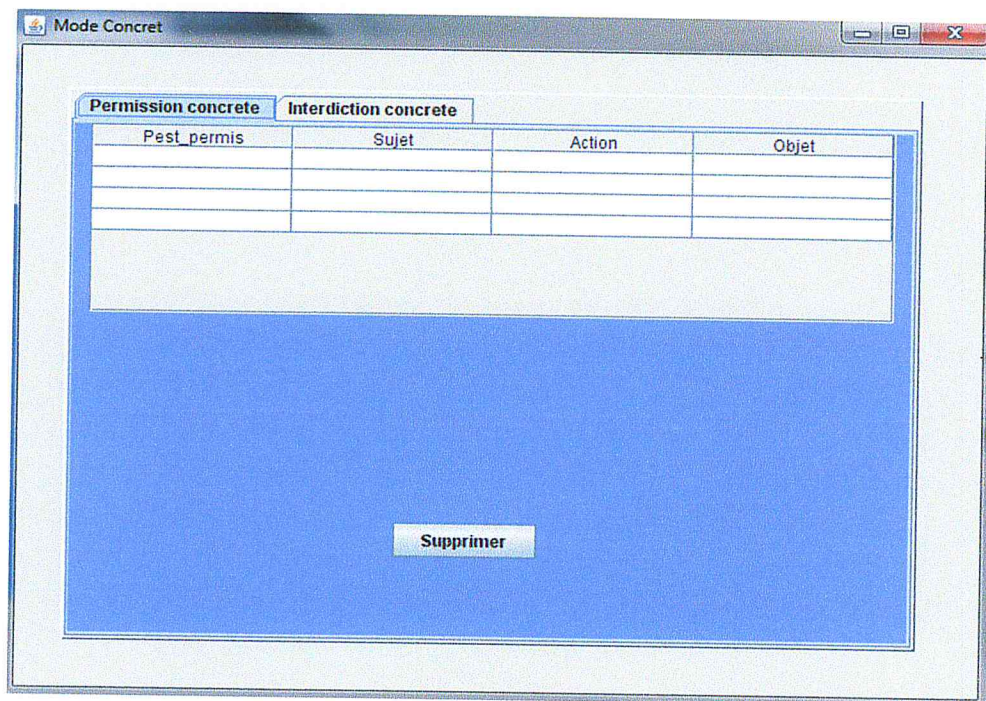 Mode Concret
Permission concrete Interdiction concrete
Pest_permis Sujet Action Objet
Supprimer